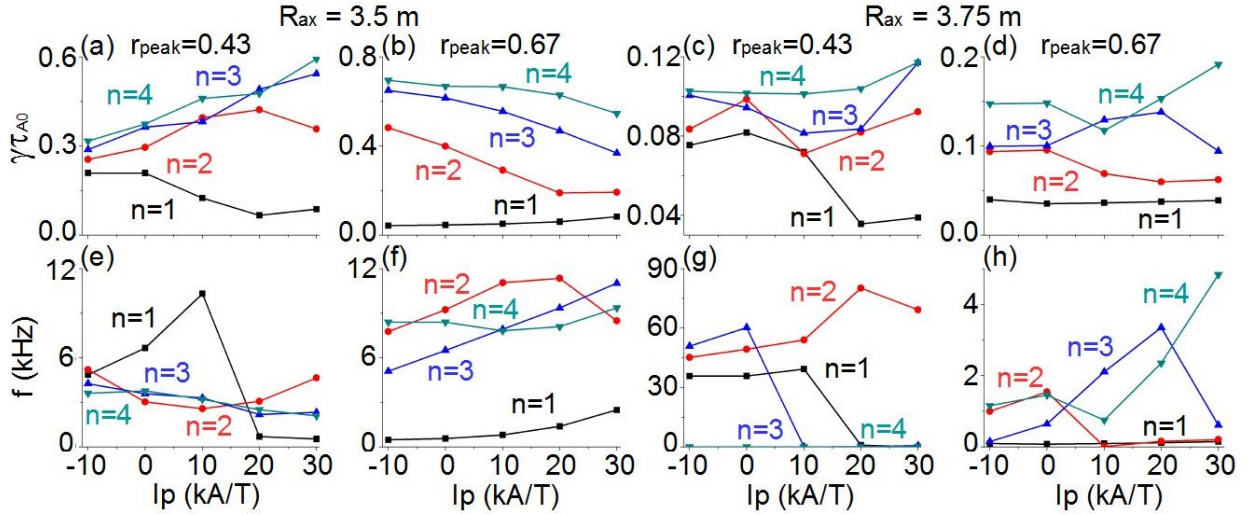 Rax = 3.5 m Rax = 3.75 m
(a) rpeak=0.43 (b) rpeak=0.67 (c) rpeak=0.43 (d) rpeak=0.67
γτA0
0.6 0.3 0.0
n=4 n=3 n=2 n=1
0.8 0.4 0.0
n=4 n=3 n=2 n=1
0.12 0.08 0.04
n=4 n=3 n=2 n=1
0.2 0.1 0.0
n=4 n=3 n=2 n=1
(e) (f) (g) (h)
f (kHz)
12 6 0
n=1 n=3 n=4 n=2
12 6 0
n=2 n=4 n=3 n=1
90 60 30 0
n=2 n=1 n=3 n=4
4 2 0
n=4 n=3 n=2 n=1
-10 0 10 20 30 -10 0 10 20 30 -10 0 10 20 30 -10 0 10 20 30
Ip (kA/T) Ip (kA/T) Ip (kA/T) Ip (kA/T)